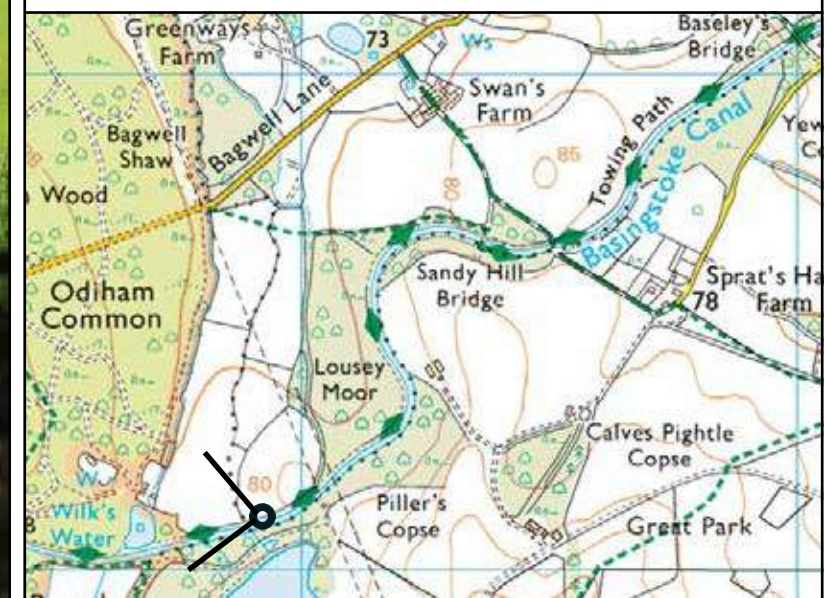 Greenways
Farm
73
Ws
Baseley's
Bridge
Swan's
Farm
Bagwell Lane
Bagwell
Shaw
Towing Path
Basingstoke Canal
Wood
80
85
Odiham
Common
Sandy Hill
Bridge
Sprat's Ha
Farm
78
Lousey
Moor
Calves Pightle
Copse
80
W
Wilk's
Water
Piller's
Copse
Great Park